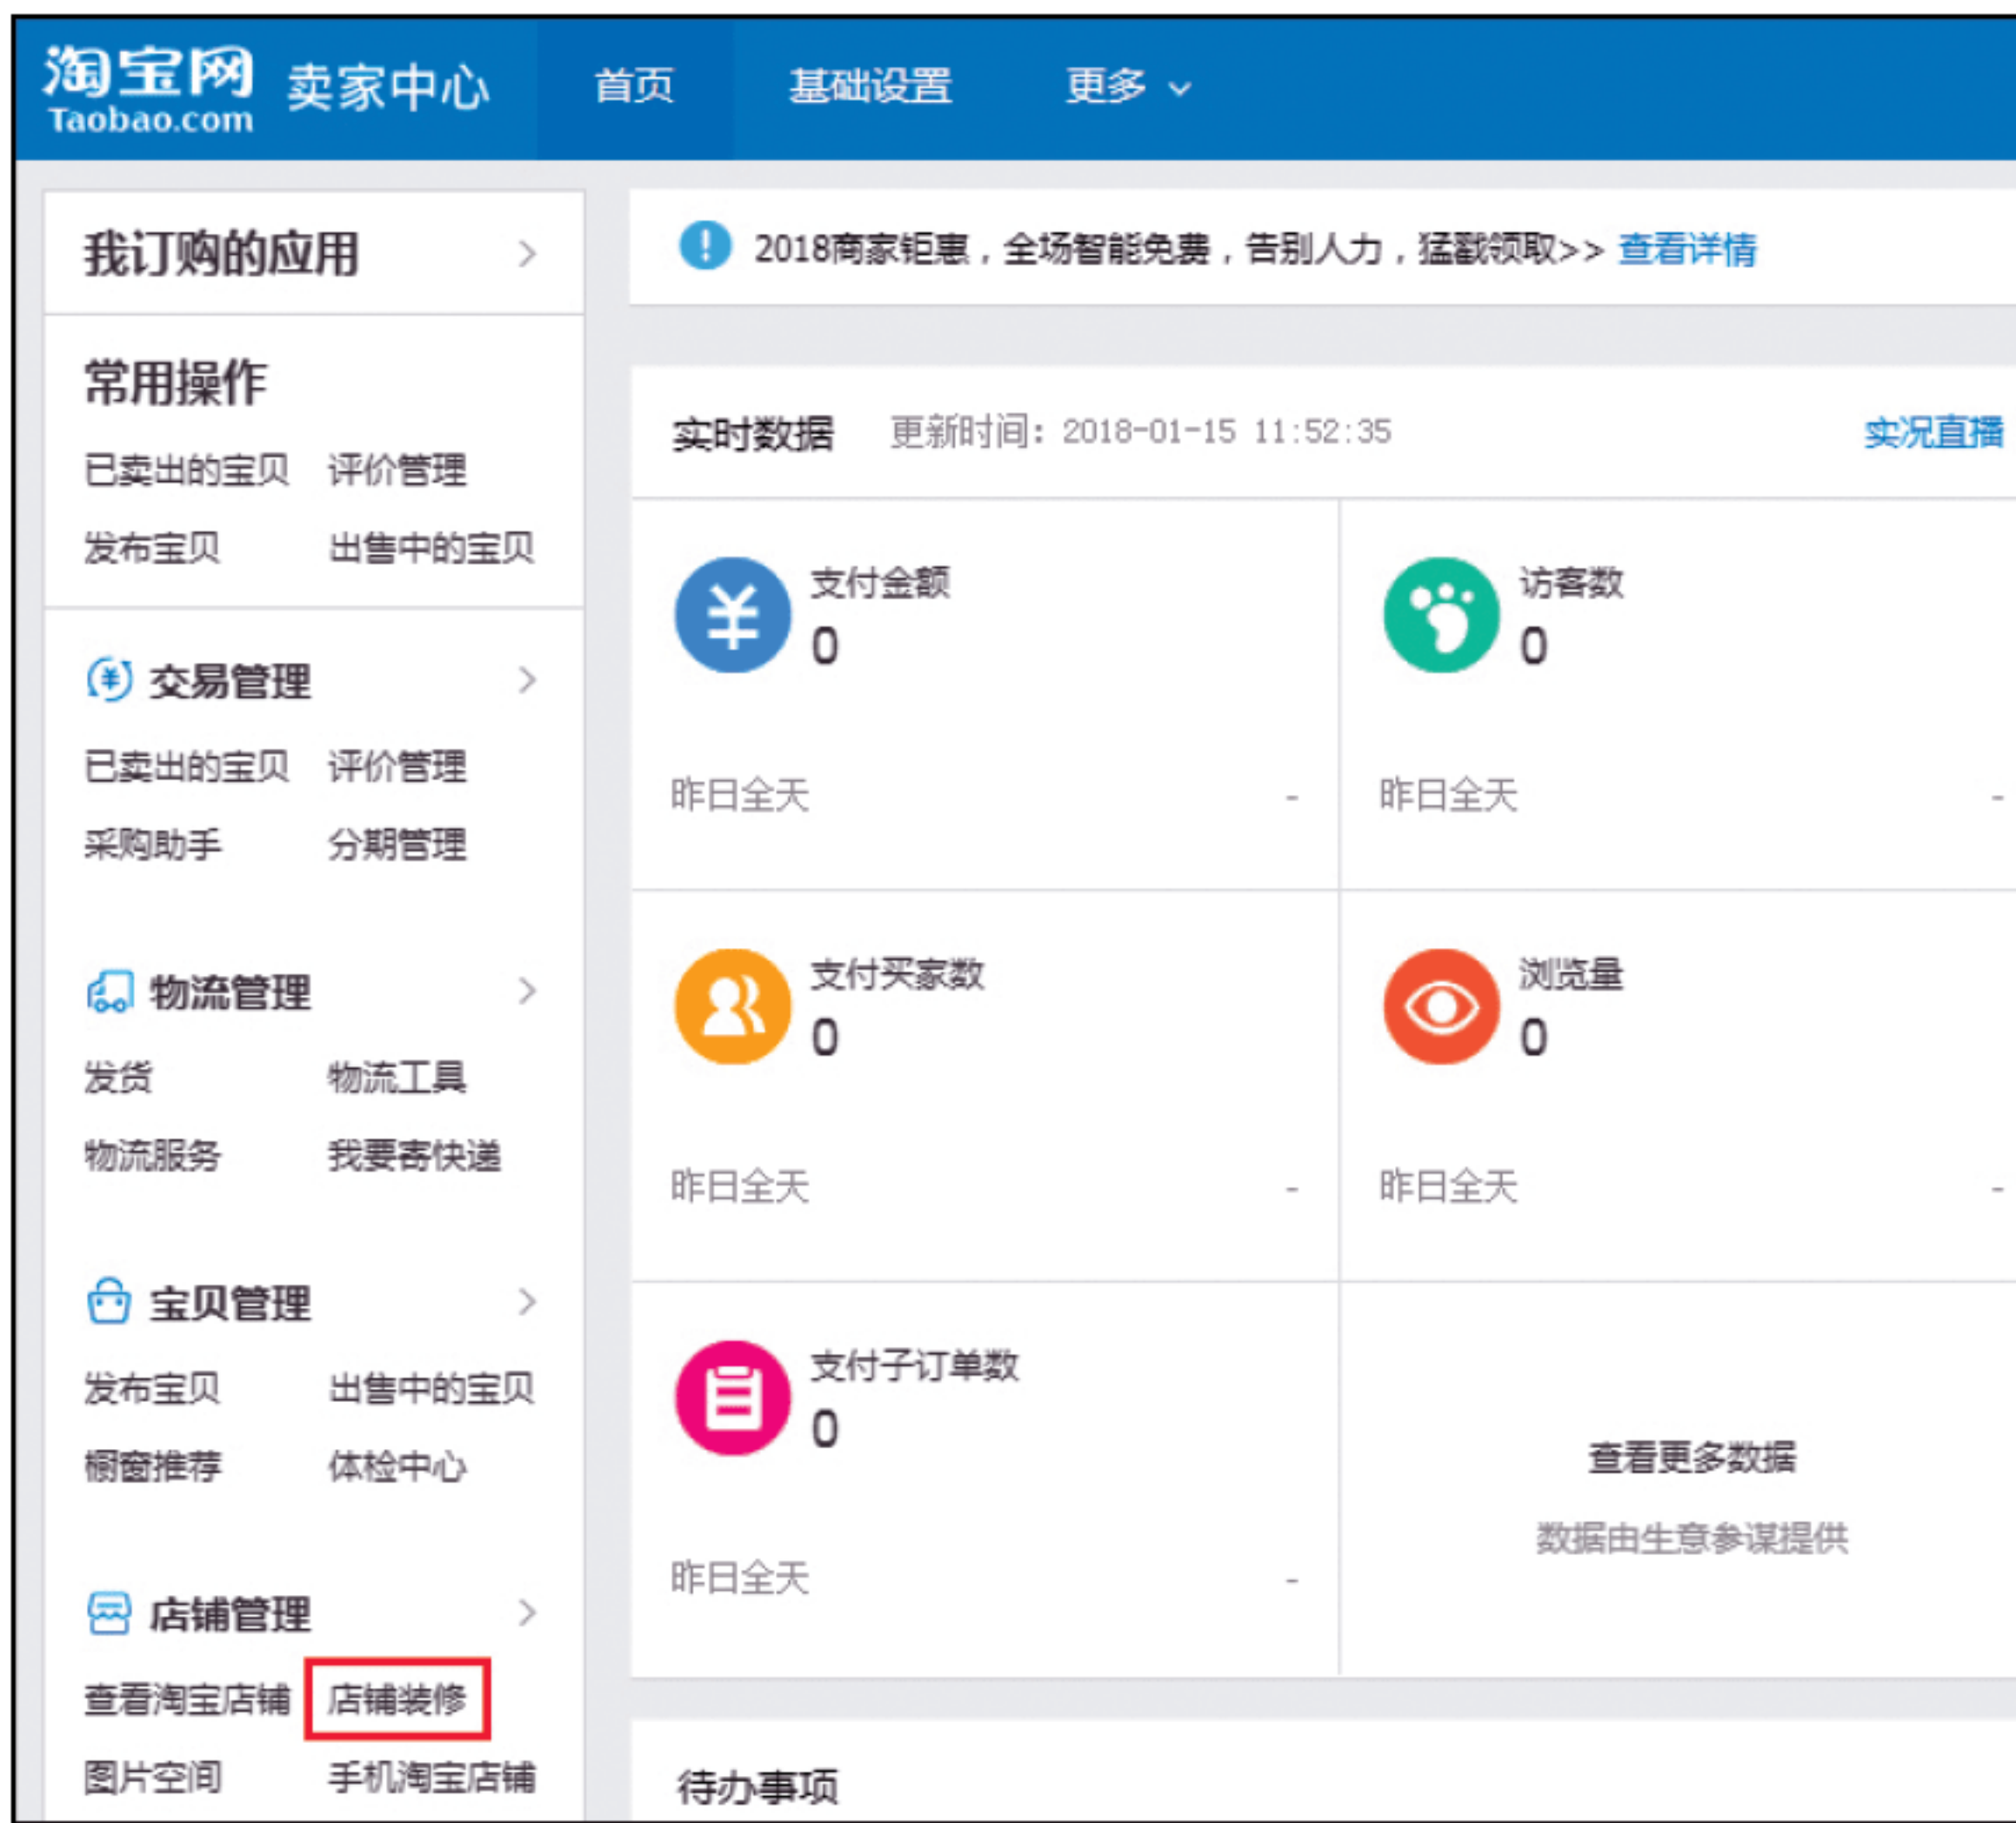 淘宝网 卖家中心 首页 基础设置 更多
Taobao.com
我订购的应用
常用操作
已卖出的宝贝 评价管理
发布宝贝 出售中的宝贝
交易管理
已卖出的宝贝 评价管理
采购助手 分期管理
物流管理
发货 物流工具
物流服务 我要寄快递
宝贝管理
发布宝贝 出售中的宝贝
橱窗推荐 体检中心
店铺管理
查看淘宝店铺 店铺装修
图片空间 手机淘宝店铺
2018商家钜惠，全场智能免费，告别人力，猛戳领取>> 查看详情
实时数据 更新时间: 2018-01-15 11:52:35 实况直播
支付金额
0
昨日全天 -
访客数
0
昨日全天 -
支付买家数
0
昨日全天 -
浏览量
0
昨日全天 -
支付子订单数
0
昨日全天 -
查看更多数据
数据由生意参谋提供
待办事项